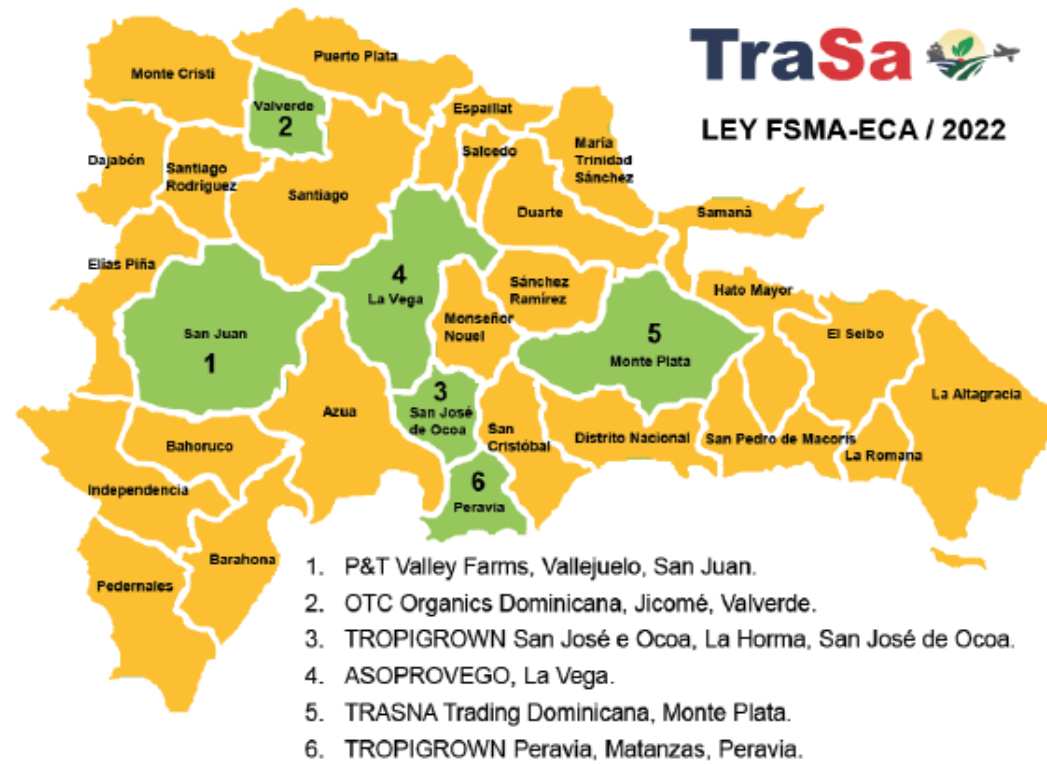 TraSa
LEY FSMA-ECA / 2022
Puerto Plata
Monte Cristi
Valverde
2
Espaillat
Salcedo
María
Trinidad
Sánchez
Dajabón
Santiago
Rodríguez
Santiago
Duarte
Samaná
Elías Piña
4
La Vega
Sánchez
Ramírez
Hato Mayor
Monseñor
Nouel
San Juan
1
5
Monte Plata
El Seibo
La Altagracia
3
San José
de Ocoa
Azua
San
Cristóbal
Distrito Nacional
San Pedro de Macorís
La Romana
Bahoruco
Independencia
6
Peravia
Barahona
Pedernales
1. P&T Valley Farms, Vallejuelo, San Juan.
2. OTC Organics Dominicana, Jicomé, Valverde.
3. TROPIGROWN San José e Ocoa, La Horma, San José de Ocoa.
4. ASOPROVEGO, La Vega.
5. TRASNA Trading Dominicana, Monte Plata.
6. TROPIGROWN Peravia, Matanzas, Peravia.